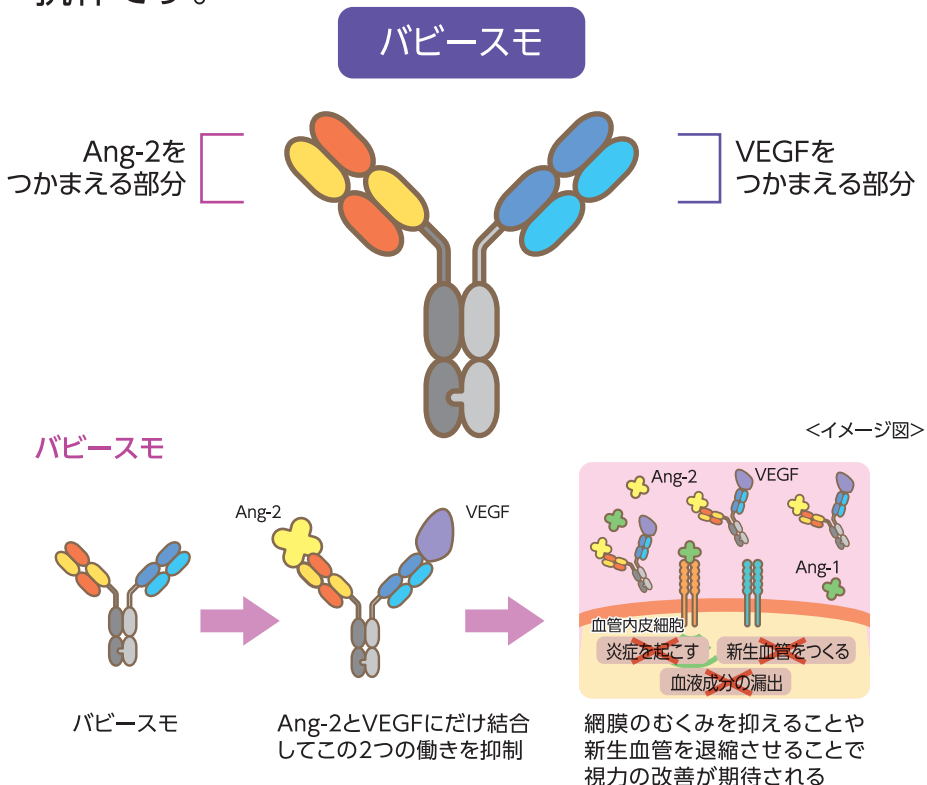 抗体です。
バビースモ
Ang-2を
つかまえる部分
VEGFを
つかまえる部分
<イメージ図>
バビースモ
Ang-2
VEGF
Ang-2
VEGF
Ang-1
血管内皮細胞
炎症を起こす
新生血管をつくる
血液成分の漏出
バビースモ
Ang-2とVEGFにだけ結合
してこの2つの働きを抑制
網膜のむくみを抑えることや
新生血管を退縮させることで
視力の改善が期待される